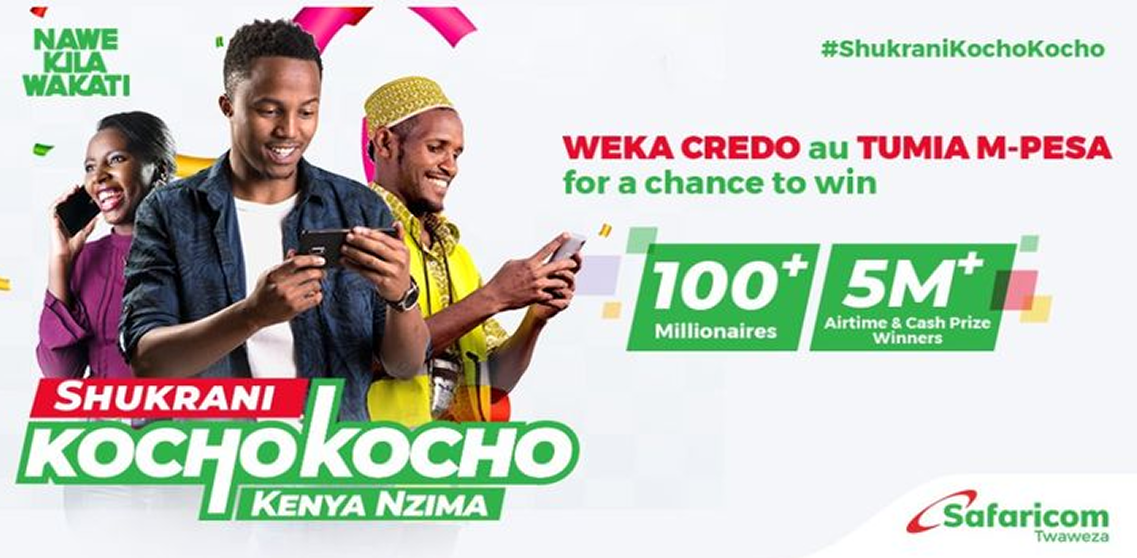 NAWE
KILA
WAKATI
#ShukraniKochoKocho
WEKA CREDO au TUMIA M-PESA
for a chance to win
100+
Millionaires
5M+
Airtime & Cash Prize
Winners
SHUKRANI
KOCHOKOCHO
KENYA NZIMA
Safaricom
Twaweza